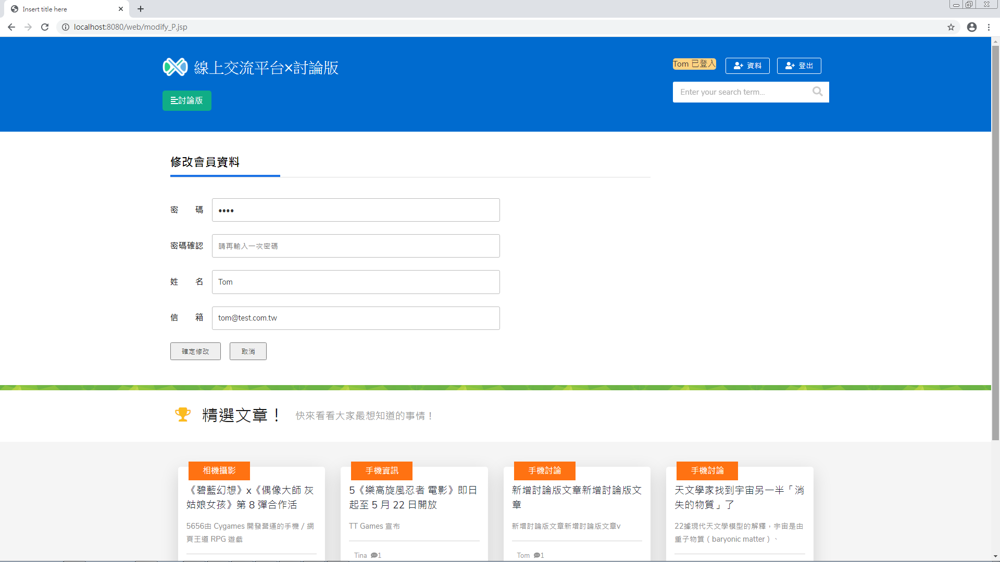 Insert title here
localhost:8080/web/modify_P.jsp
線上交流平台×討論版
Tom 已登入
資料
登出
Enter your search term...
討論版
修改會員資料
密 碼
••••
密碼確認
請再輸入一次密碼
姓 名
Tom
信 箱
tom@test.com.tw
確定修改
取消
精選文章！
快來看看大家最想知道的事情！
相機攝影
《碧藍幻想》x《偶像大師 灰
姑娘女孩》第 8 彈合作活
5656由 Cygames 開發營運的手機 / 網
頁王道 RPG 遊戲
手機資訊
5《樂高旋風忍者 電影》即日
起至 5 月 22 日開放
TT Games 宣布
Tina 1
手機討論
新增討論版文章新增討論版文
章
新增討論版文章新增討論版文章v
Tom 1
手機討論
天文學家找到宇宙另一半「消
失的物質」了
22據現代天文學模型的解釋，宇宙是由
重子物質（baryonic matter）、